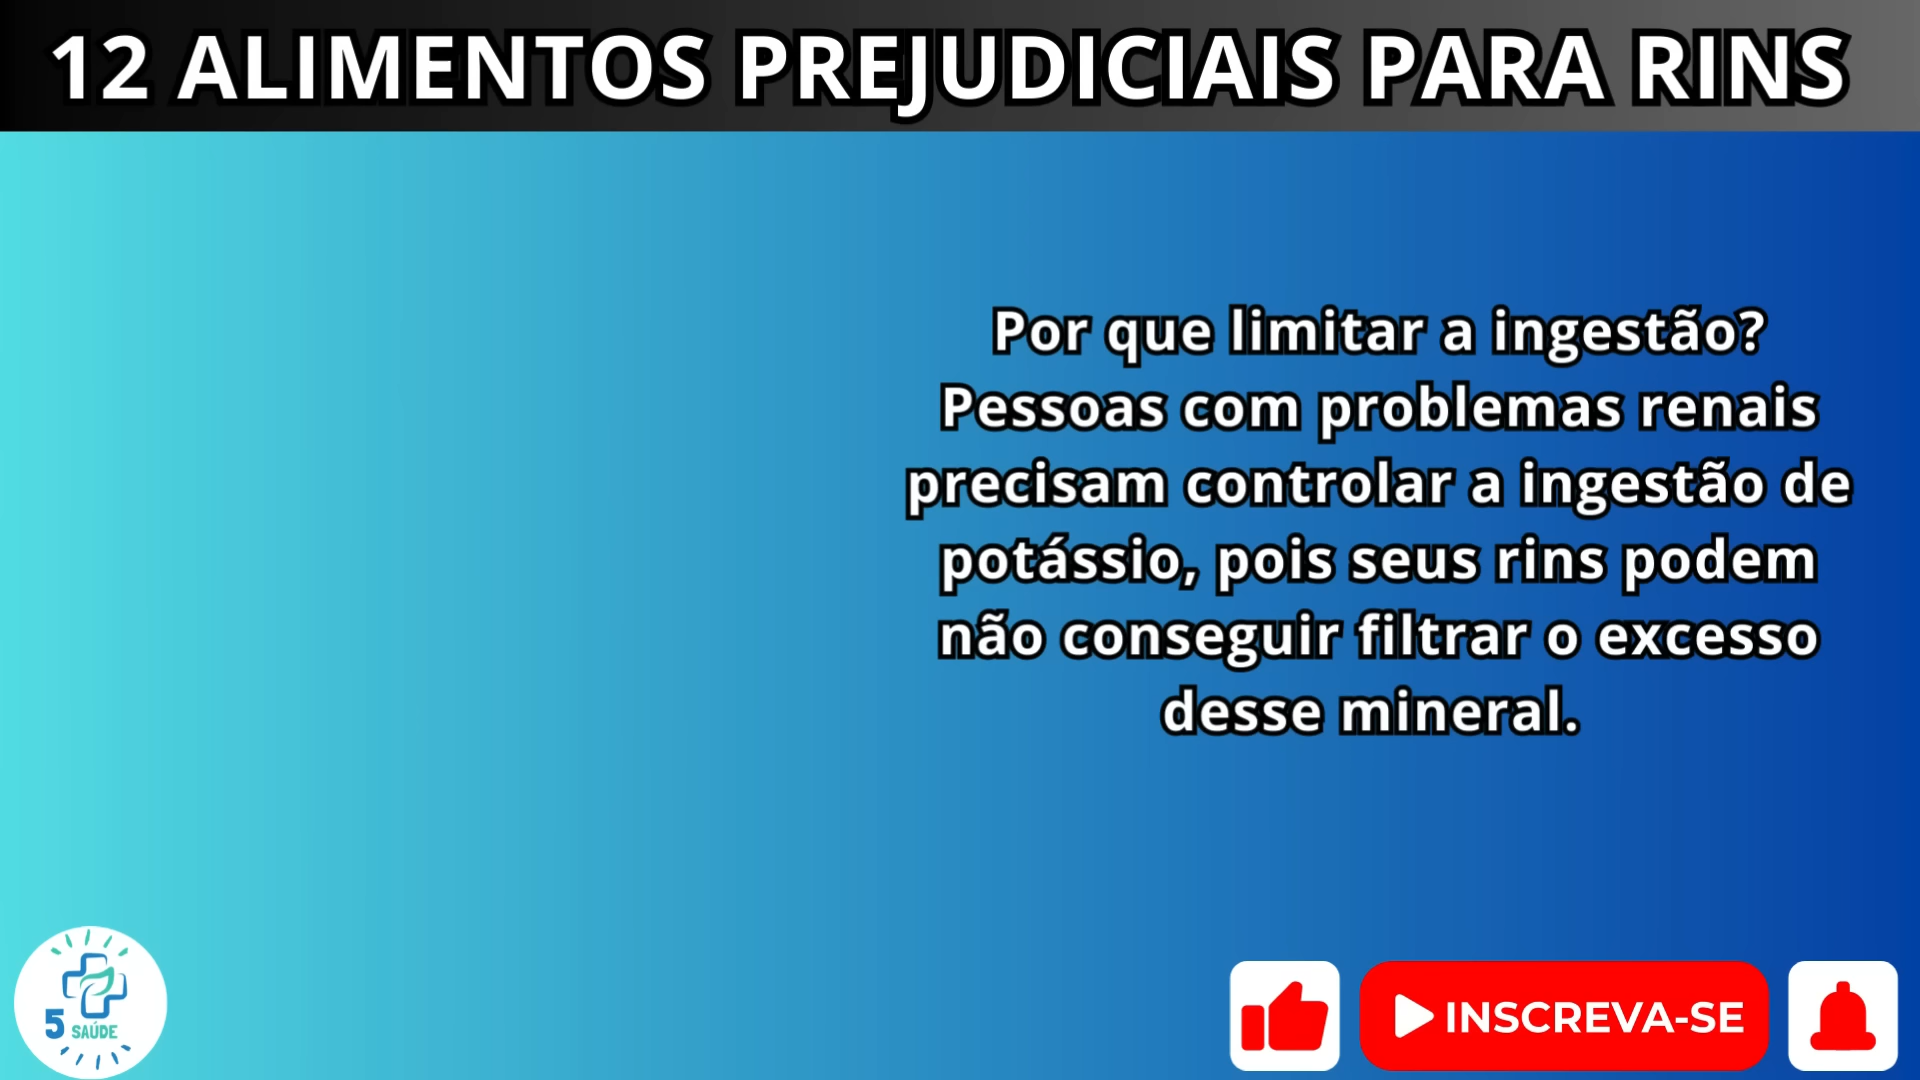 12 ALIMENTOS PREJUDICIAIS PARA RINS
Por que limitar a ingestão?
Pessoas com problemas renais
precisam controlar a ingestão de
potássio, pois seus rins podem
não conseguir filtrar o excesso
desse mineral.
5 SAÚDE
INSCREVA-SE